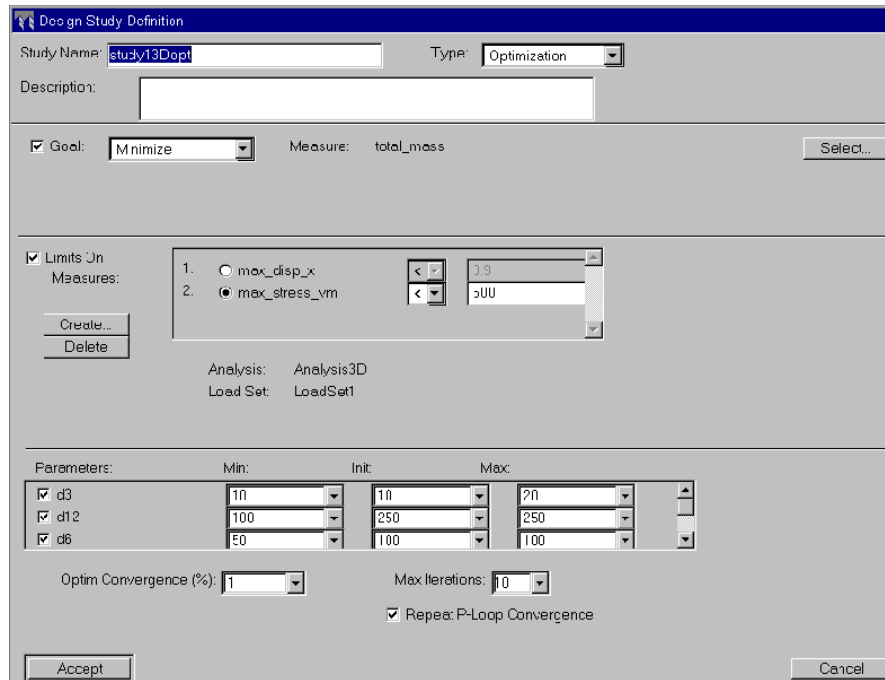 Design Study Definition
Study Name: study13Dopt Type: Optimization
Description:
Goal: Minimize Measure: total_mass Select...
Limits On
Measures:
1. max_disp_x < 0.9
2. max_stress_vm <
Create...
Delete
Analysis: Analysis3D
Load Set: LoadSet1
Parameters: Min: Init: Max:
d3 10 10 20
d12 100 250 250
d6 50 100 100
Optim Convergence (%): 1 Max Iterations: 10
Repeat P-Loop Convergence
Accept Cancel